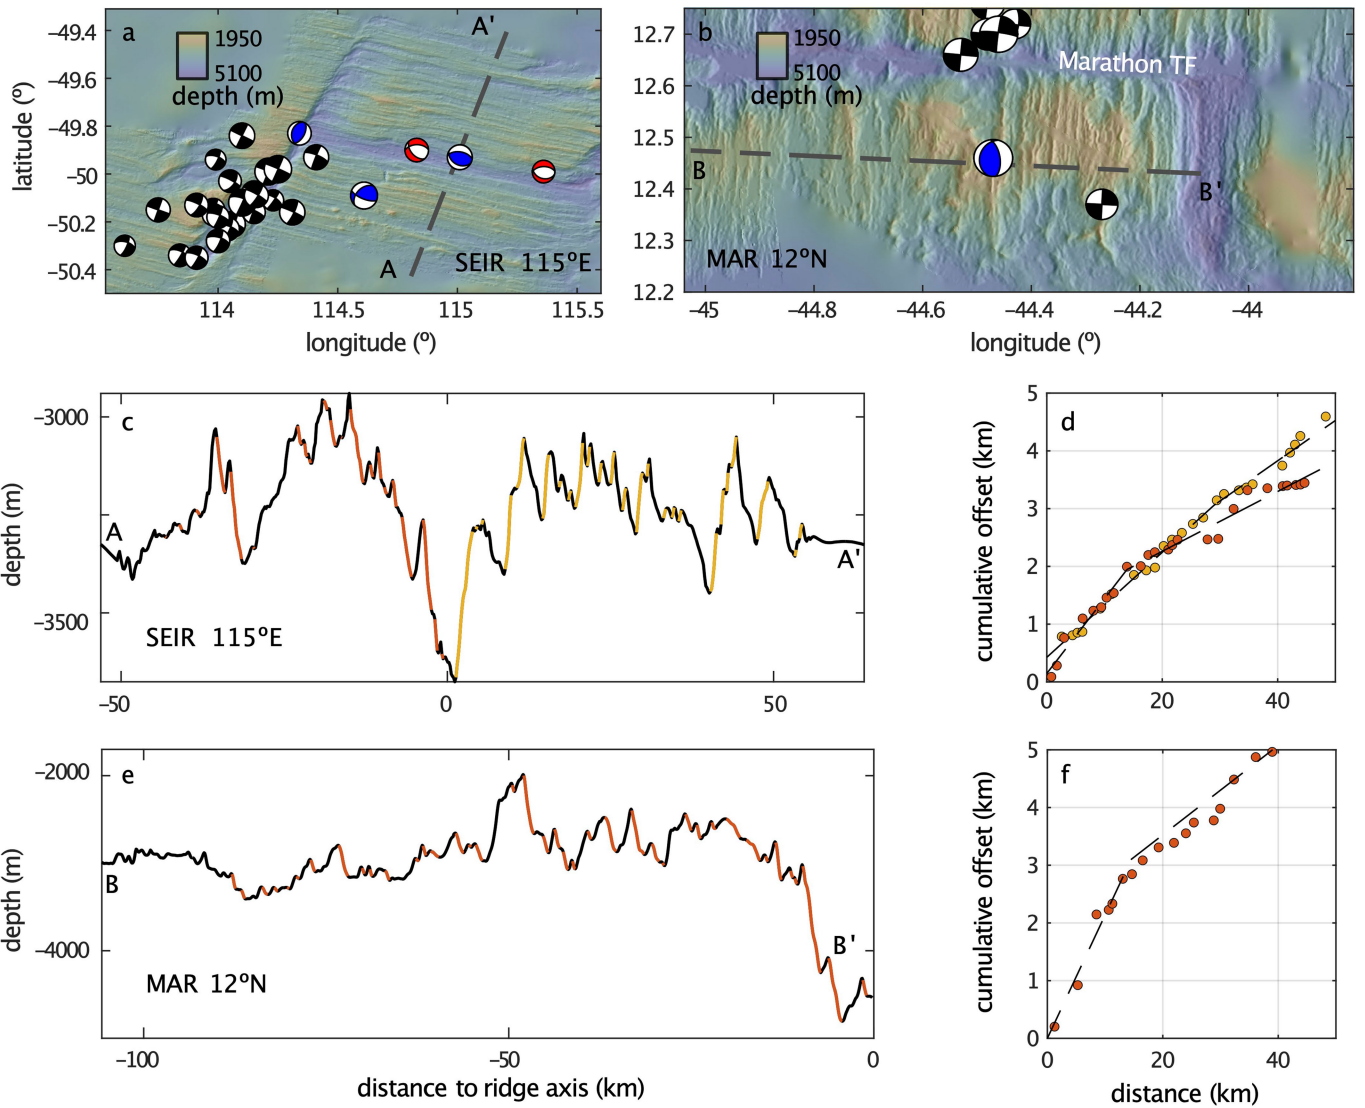 a
1950
5100
depth (m)
A'
A
SEIR 115ºE
latitude (º)
−49.4
−49.6
−49.8
−50
−50.2
−50.4
114
114.5
115
115.5
longitude (º)
b
1950
5100
depth (m)
Marathon TF
B
B'
MAR 12ºN
12.7
12.6
12.5
12.4
12.3
12.2
−45
−44.8
−44.6
−44.4
−44.2
−44
longitude (º)
c
A
A'
SEIR 115ºE
depth (m)
−3000
−3500
−50
0
50
d
cumulative offset (km)
5
4
3
2
1
0
0
20
40
e
B
B'
MAR 12ºN
depth (m)
−2000
−3000
−4000
−100
−50
0
distance to ridge axis (km)
f
cumulative offset (km)
5
4
3
2
1
0
0
20
40
distance (km)